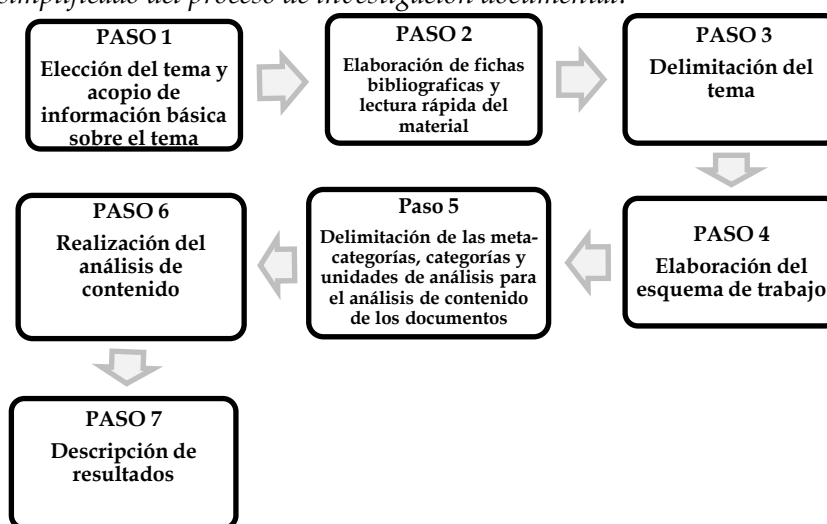 simplificado del proceso de investigación documental.
PASO 1
Elección del tema y
acopio de
información básica
sobre el tema
PASO 2
Elaboración de fichas
bibliograficas y
lectura rápida del
material
PASO 3
Delimitación del
tema
PASO 4
Elaboración del
esquema de trabajo
Paso 5
Delimitación de las meta-
categorías, categorías y
unidades de análisis para
el análisis de contenido
de los documentos
PASO 6
Realización del
análisis de
contenido
PASO 7
Descripción de
resultados